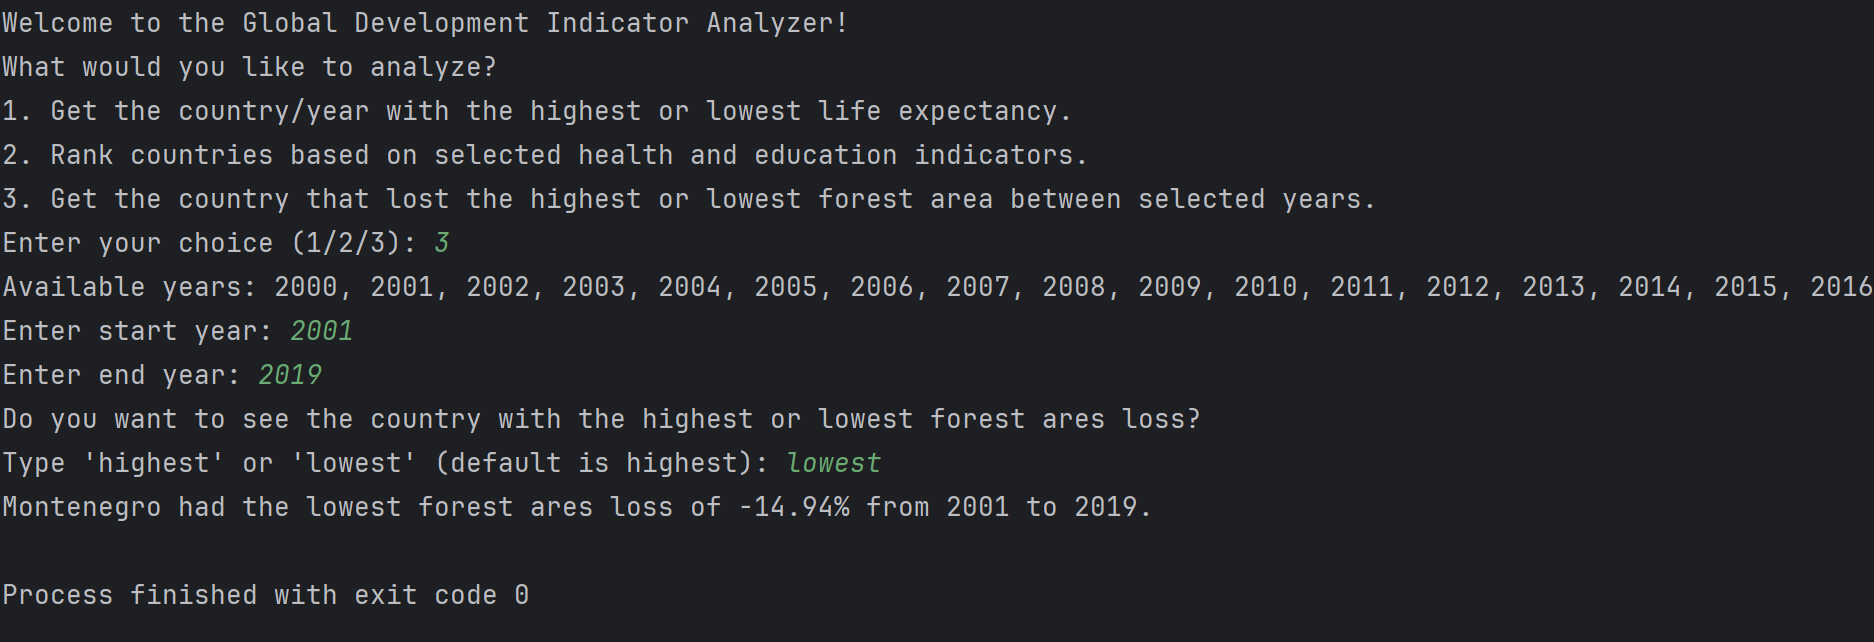 Welcome to the Global Development Indicator Analyzer!
What would you like to analyze?
1. Get the country/year with the highest or lowest life expectancy.
2. Rank countries based on selected health and education indicators.
3. Get the country that lost the highest or lowest forest area between selected years.
Enter your choice (1/2/3): 3
Available years: 2000, 2001, 2002, 2003, 2004, 2005, 2006, 2007, 2008, 2009, 2010, 2011, 2012, 2013, 2014, 2015, 2016
Enter start year: 2001
Enter end year: 2019
Do you want to see the country with the highest or lowest forest ares loss?
Type 'highest' or 'lowest' (default is highest): lowest
Montenegro had the lowest forest ares loss of -14.94% from 2001 to 2019.
Process finished with exit code 0